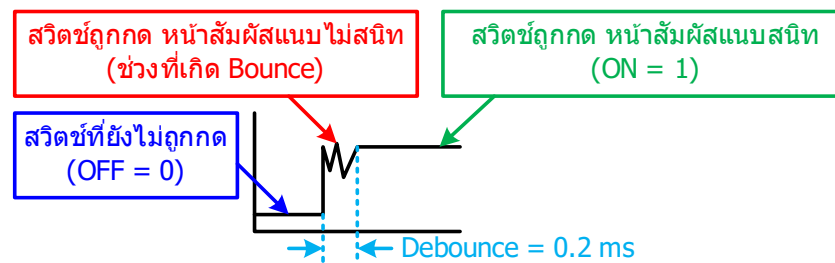 สวิตช์ถูกกด หน้าสัมผัสแนบไม่สนิท
(ช่วงที่เกิด Bounce)
สวิตช์ถูกกด หน้าสัมผัสแนบสนิท
(ON = 1)
สวิตช์ที่ยังไม่ถูกกด
(OFF = 0)
Debounce = 0.2 ms